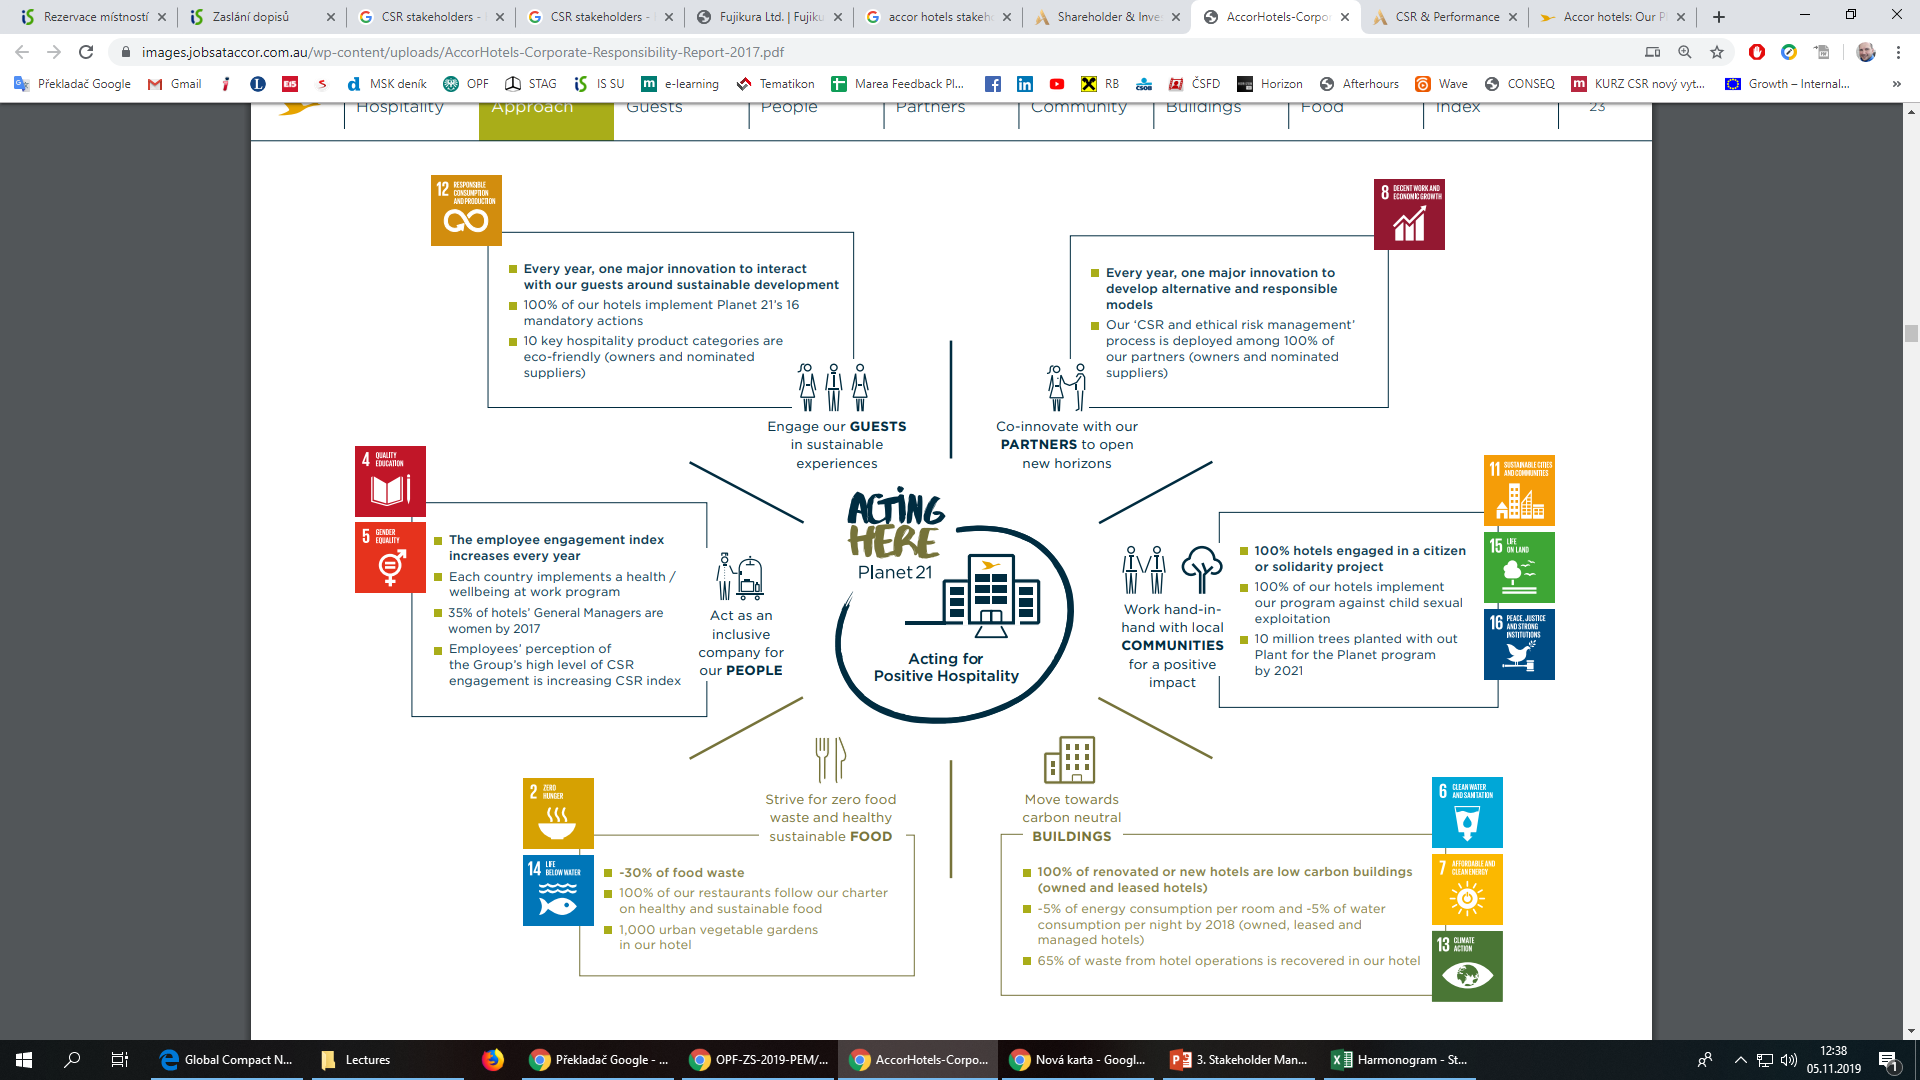 Rezervace místností
Zaslání dopisů
CSR stakeholders -
CSR stakeholders -
Fujikura Ltd. | Fujiku
accor hotels stakeho
Shareholder & Inve
AccorHotels-Corpor
CSR & Performance
Accor hotels: Our P
images.jobsataccor.com.au/wp-content/uploads/AccorHotels-Corporate-Responsibility-Report-2017.pdf
Překladač Google
Gmail
MSK deník
OPF
STAG
IS SU
e-learning
Tematikon
Marea Feedback Pl...
RB
ČSFD
Horizon
Afterhours
Wave
CONSEQ
KURZ CSR nový vyt...
Growth – Internal...
»
Hospitality
Approach
Guests
People
Partners
Community
Buildings
Food
Index
23
12 RESPONSIBLE
CONSUMPTION
AND PRODUCTION
Every year, one major innovation to interact
with our guests around sustainable development
100% of our hotels implement Planet 21's 16
mandatory actions
10 key hospitality product categories are
eco-friendly (owners and nominated
suppliers)
Engage our GUESTS
in sustainable
experiences
8 DECENT WORK AND
ECONOMIC GROWTH
Every year, one major innovation to
develop alternative and responsible
models
Our 'CSR and ethical risk management'
process is deployed among 100% of
our partners (owners and nominated
suppliers)
Co-innovate with our
PARTNERS to open
new horizons
4 QUALITY
EDUCATION
5 GENDER
EQUALITY
The employee engagement index
increases every year
Each country implements a health /
wellbeing at work program
35% of hotels' General Managers are
women by 2017
Employees' perception of
the Group's high level of CSR
engagement is increasing CSR index
Act as an
inclusive
company for
our PEOPLE
ACTING
HERE
Planet 21
Acting for
Positive Hospitality
Work hand-in-
hand with local
COMMUNITIES
for a positive
impact
100% hotels engaged in a citizen
or solidarity project
100% of our hotels implement
our program against child sexual
exploitation
10 million trees planted with out
Plant for the Planet program
by 2021
11 SUSTAINABLE CITIES
AND COMMUNITIES
15 LIFE
ON LAND
16 PEACE, JUSTICE
AND STRONG
INSTITUTIONS
2 ZERO
HUNGER
14 LIFE
BELOW WATER
Strive for zero food
waste and healthy
sustainable FOOD
-30% of food waste
100% of our restaurants follow our charter
on healthy and sustainable food
1,000 urban vegetable gardens
in our hotel
Move towards
carbon neutral
BUILDINGS
100% of renovated or new hotels are low carbon buildings
(owned and leased hotels)
-5% of energy consumption per room and -5% of water
consumption per night by 2018 (owned, leased and
managed hotels)
65% of waste from hotel operations is recovered in our hotel
6 CLEAN WATER
AND SANITATION
7 AFFORDABLE AND
CLEAN ENERGY
13 CLIMATE
ACTION
Global Compact N...
Lectures
Překladač Google - ...
OPF-ZS-2019-PEM/...
AccorHotels-Corpo...
Nová karta - Googl...
3. Stakeholder Man...
Harmonogram - St...
12:38
05.11.2019
1